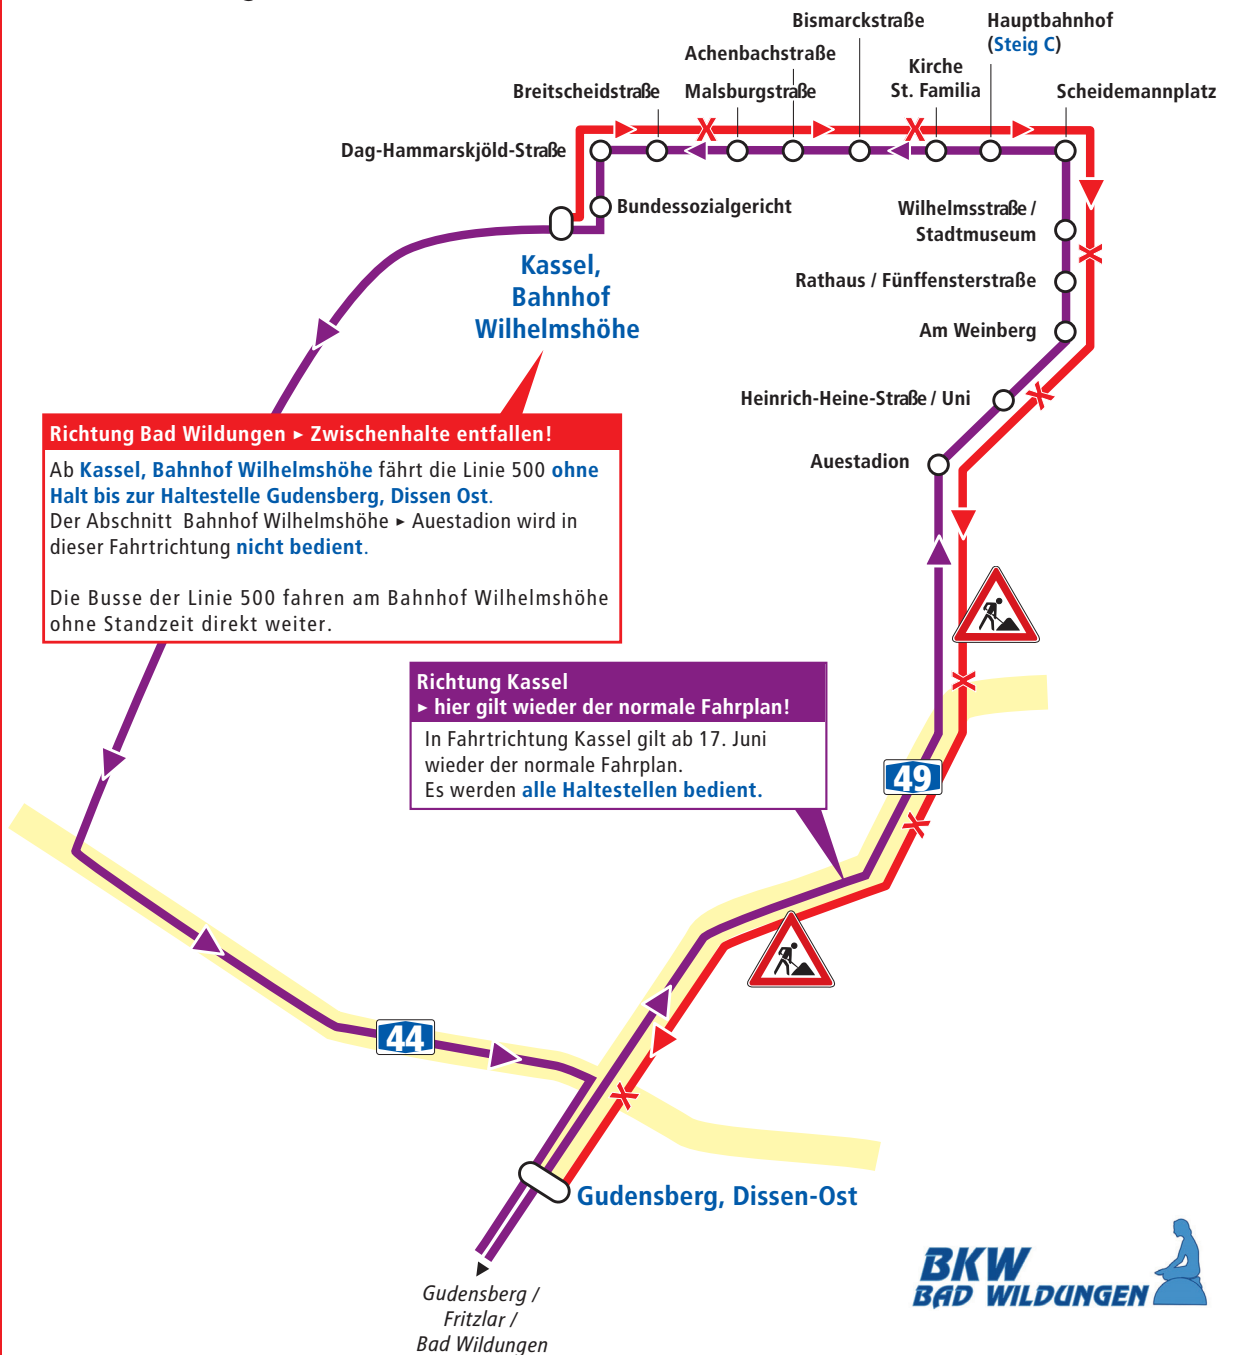 Bismarckstraße
Hauptbahnhof
(Steig C)
Achenbachstraße
Kirche
St. Familia
Breitscheidstraße
Malsburgstraße
Scheidemannplatz
Dag-Hammarskjöld-Straße
Bundessozialgericht
Wilhelmsstraße /
Stadtmuseum
Kassel,
Bahnhof
Wilhelmshöhe
Rathaus / Fünffensterstraße
Am Weinberg
Heinrich-Heine-Straße / Uni
Auestadion
Richtung Bad Wildungen ▸ Zwischenhalte entfallen!
Ab Kassel, Bahnhof Wilhelmshöhe fährt die Linie 500 ohne
Halt bis zur Haltestelle Gudensberg, Dissen Ost.
Der Abschnitt Bahnhof Wilhelmshöhe ▸ Auestadion wird in
dieser Fahrtrichtung nicht bedient.
Die Busse der Linie 500 fahren am Bahnhof Wilhelmshöhe
ohne Standzeit direkt weiter.
Richtung Kassel
▸ hier gilt wieder der normale Fahrplan!
In Fahrtrichtung Kassel gilt ab 17. Juni
wieder der normale Fahrplan.
Es werden alle Haltestellen bedient.
49
44
Gudensberg, Dissen-Ost
Gudensberg /
Fritzlar /
Bad Wildungen
BKW
BAD WILDUNGEN